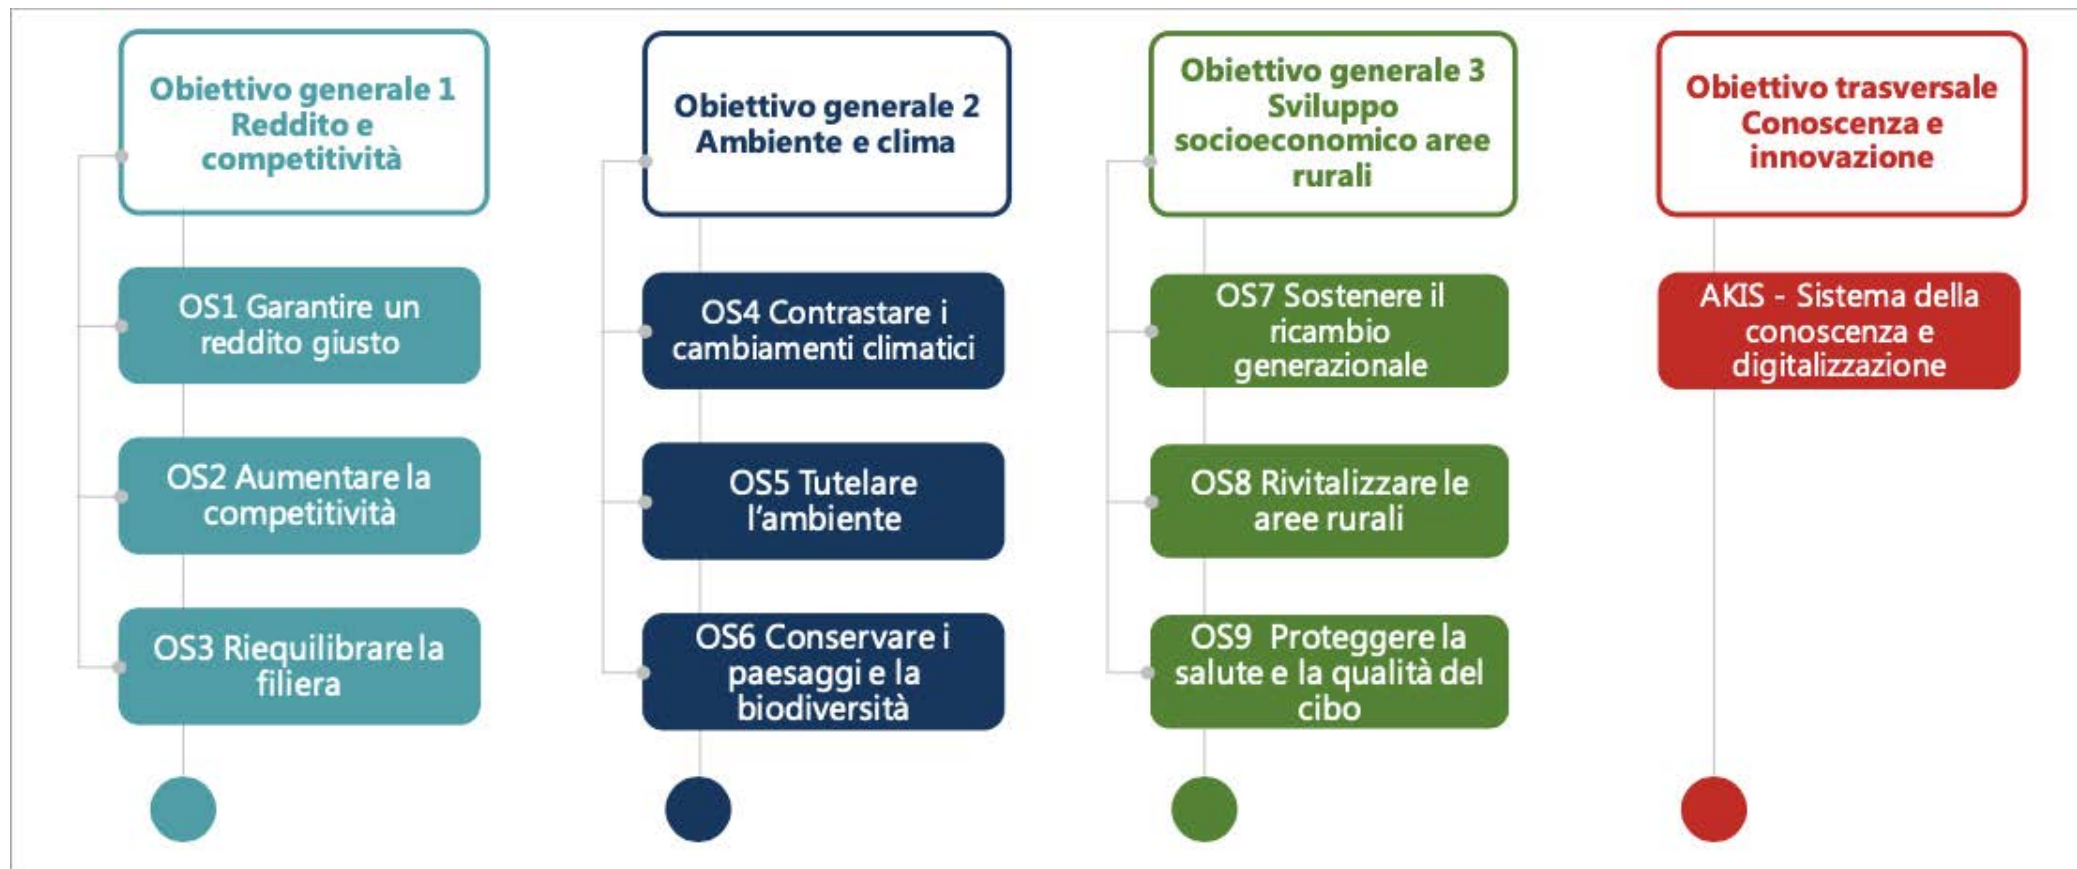 Obiettivo generale 1
Reddito e
competitività
OS1 Garantire un
reddito giusto
OS2 Aumentare la
competitività
OS3 Riequilibrare la
filiera
Obiettivo generale 2
Ambiente e clima
OS4 Contrastare i
cambiamenti climatici
OS5 Tutelare
l’ambiente
OS6 Conservare i
paesaggi e la
biodiversità
Obiettivo generale 3
Sviluppo
socioeconomico aree
rurali
OS7 Sostenere il
ricambio
generazionale
OS8 Rivitalizzare le
aree rurali
OS9 Proteggere la
salute e la qualità del
cibo
Obiettivo trasversale
Conoscenza e
innovazione
AKIS - Sistema della
conoscenza e
digitalizzazione